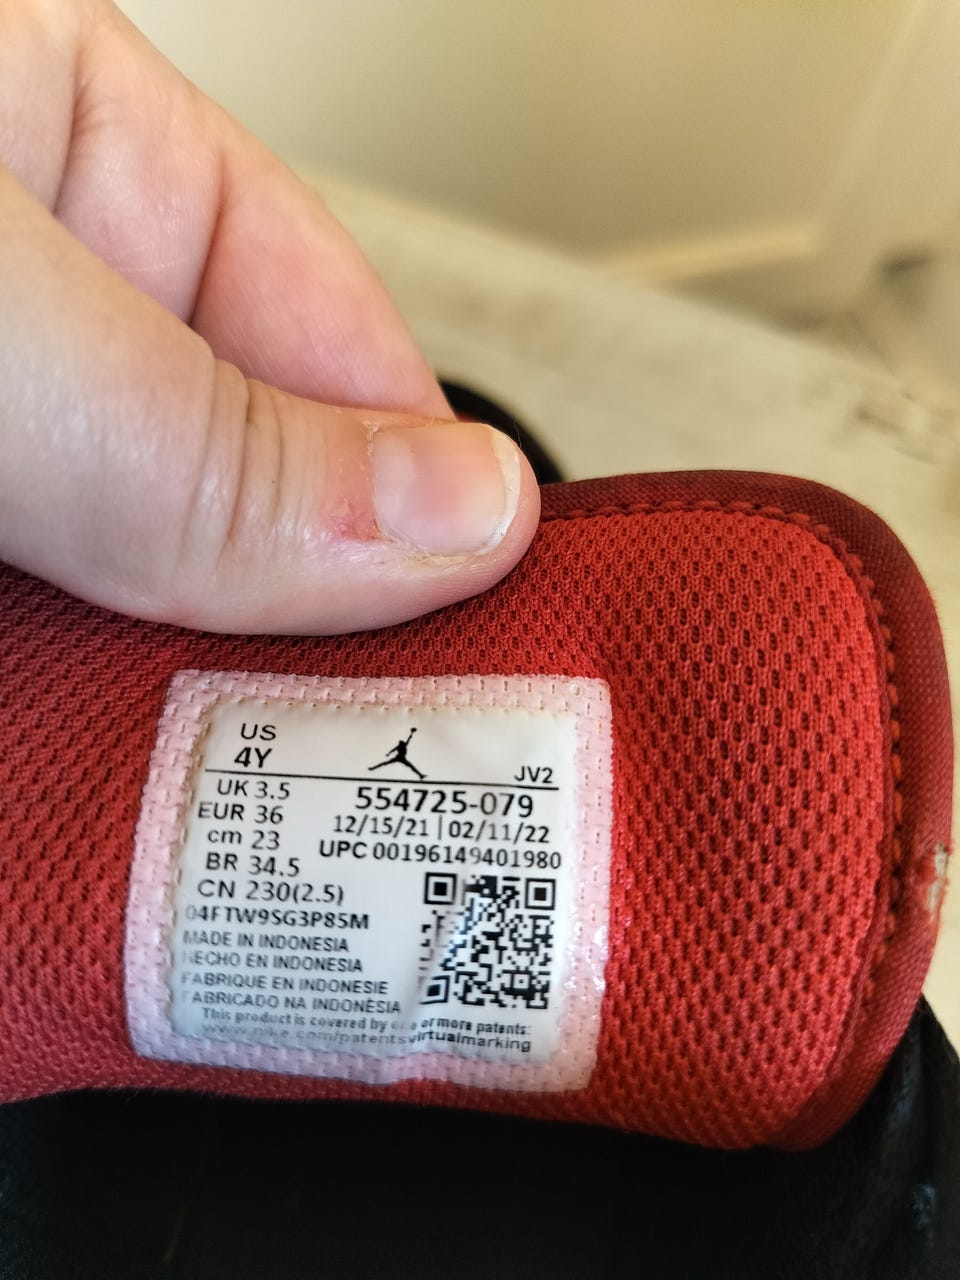 US
4Y
JV2
UK 3.5
EUR 36
cm 23
BR 34.5
CN 230(2.5)
554725-079
12/15/21 | 02/11/22
UPC 00196149401980
04FTW9SG3P85M
MADE IN INDONESIA
HECHO EN INDONESIA
FABRIQUE EN INDONESIE
FABRICADO NA INDONÉSIA
This product is covered by one or more patents:
www.nike.com/patentsvirtualmarking